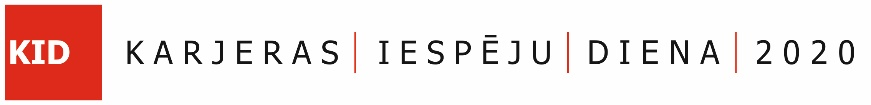 KID KARJERAS | IESPĒJU | DIENA | 2020